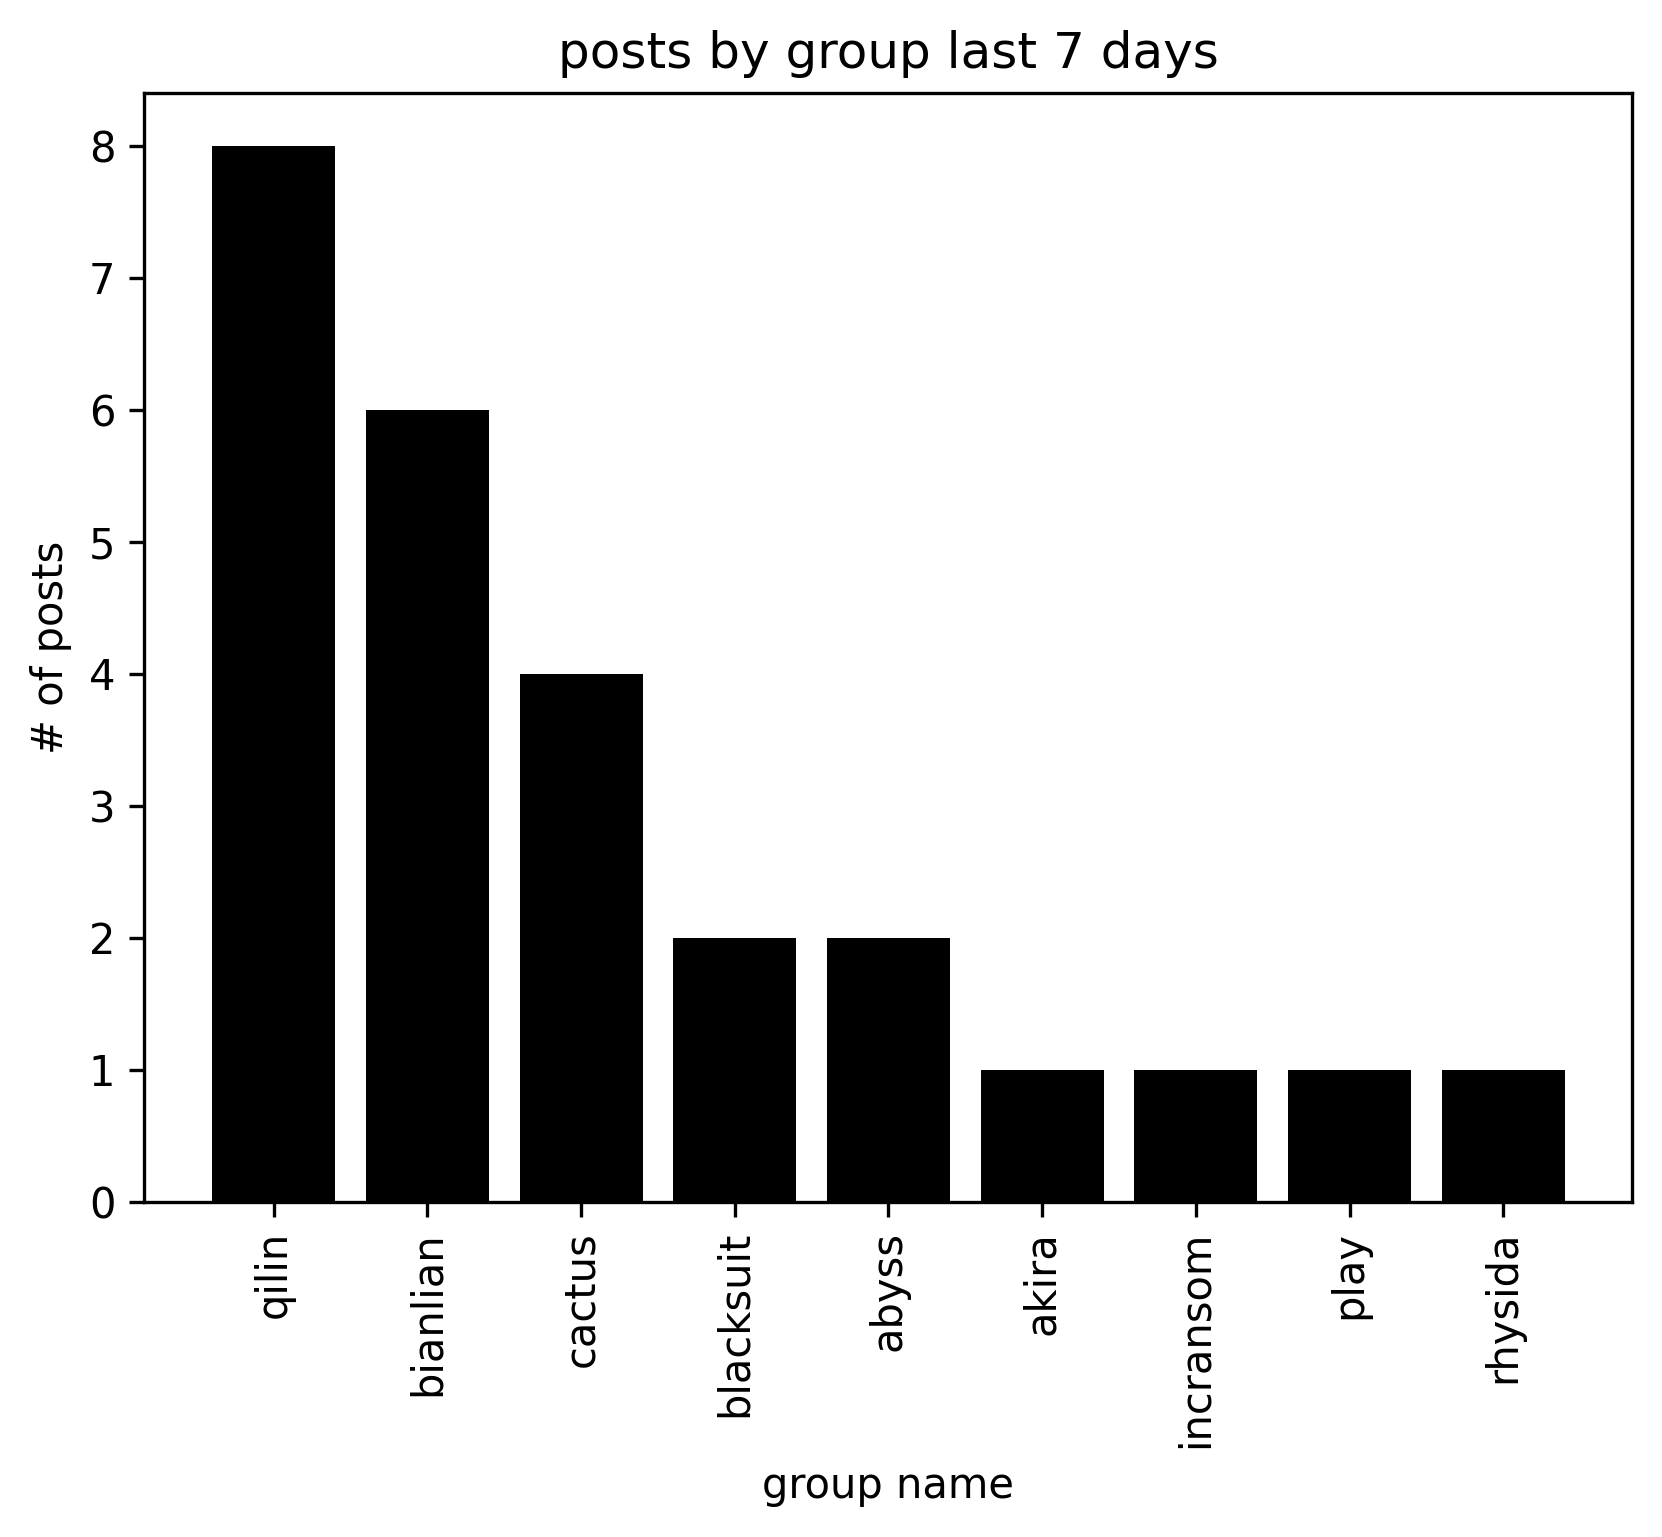 posts by group last 7 days
8
7
6
5
4
3
2
1
0
# of posts
qilin
bianlian
cactus
blacksuit
abyss
akira
incransom
play
rhysida
group name